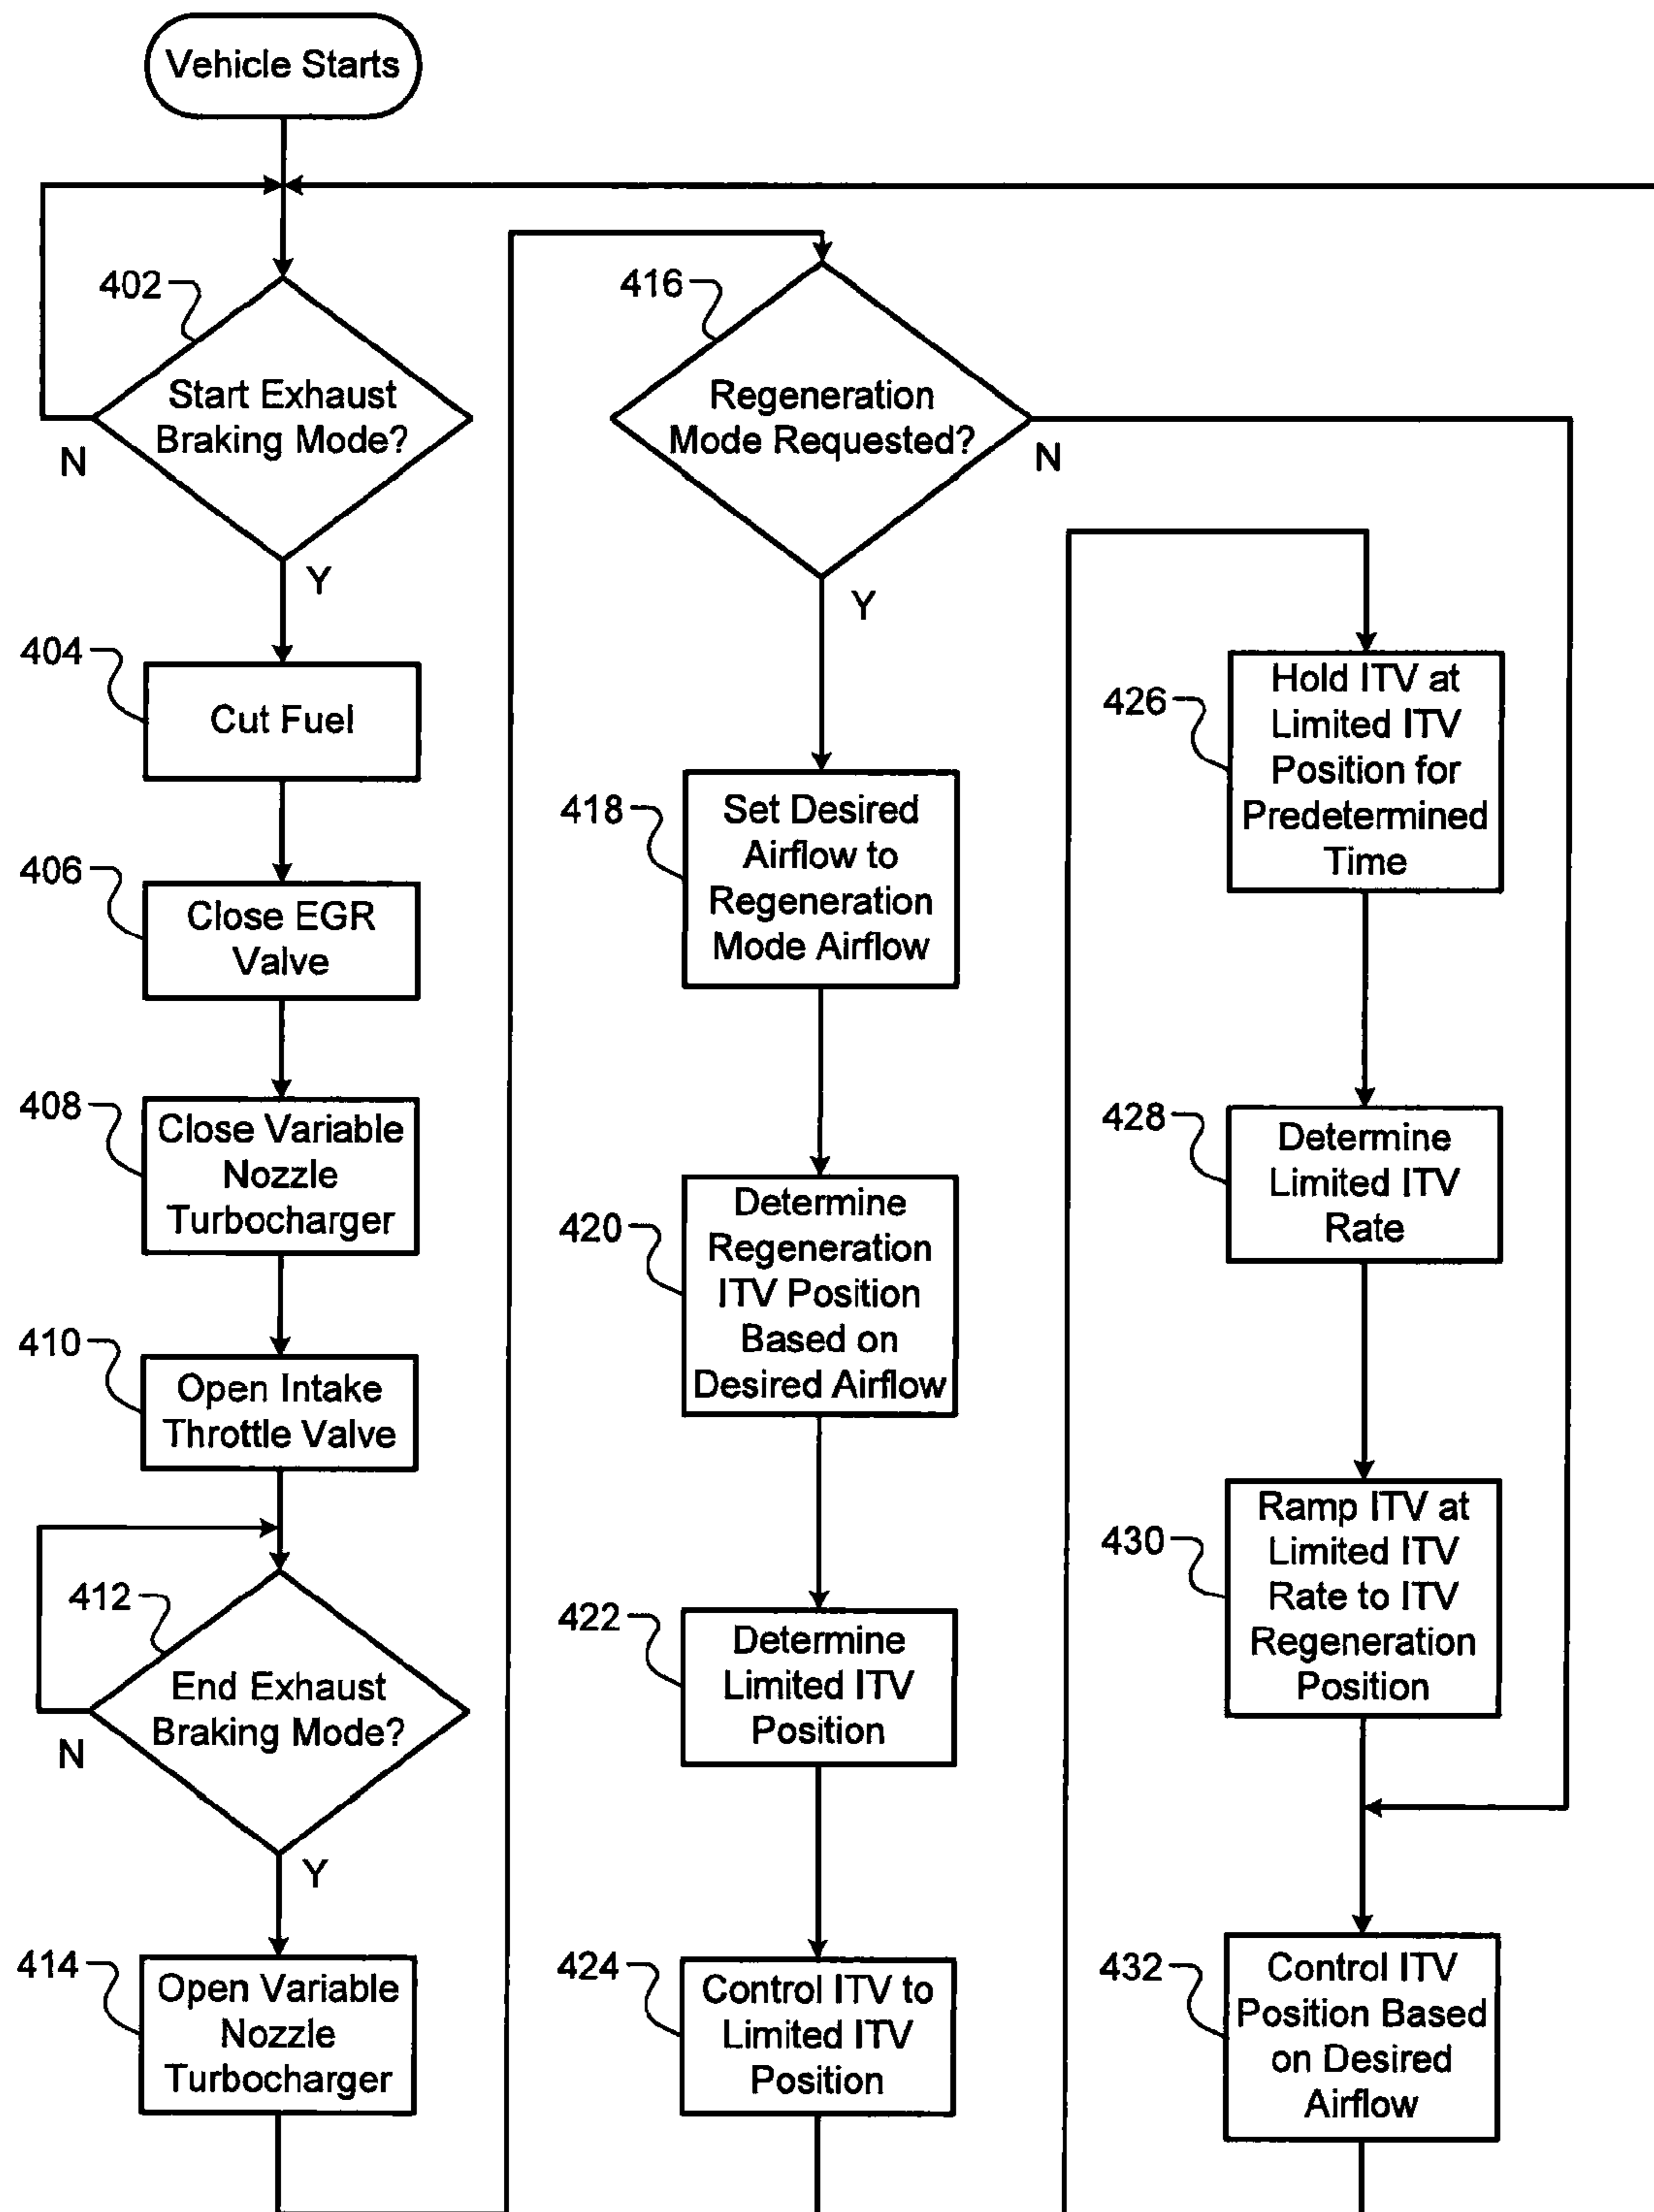 Vehicle Starts
402
Start Exhaust
Braking Mode?
N
Y
404
Cut Fuel
406
Close EGR
Valve
408
Close Variable
Nozzle
Turbocharger
410
Open Intake
Throttle Valve
412
End Exhaust
Braking Mode?
N
Y
414
Open Variable
Nozzle
Turbocharger
416
Regeneration
Mode Requested?
N
Y
418
Set Desired
Airflow to
Regeneration
Mode Airflow
420
Determine
Regeneration
ITV Position
Based on
Desired Airflow
422
Determine
Limited ITV
Position
424
Control ITV to
Limited ITV
Position
426
Hold ITV at
Limited ITV
Position for
Predetermined
Time
428
Determine
Limited ITV
Rate
430
Ramp ITV at
Limited ITV
Rate to ITV
Regeneration
Position
432
Control ITV
Position Based
on Desired
Airflow